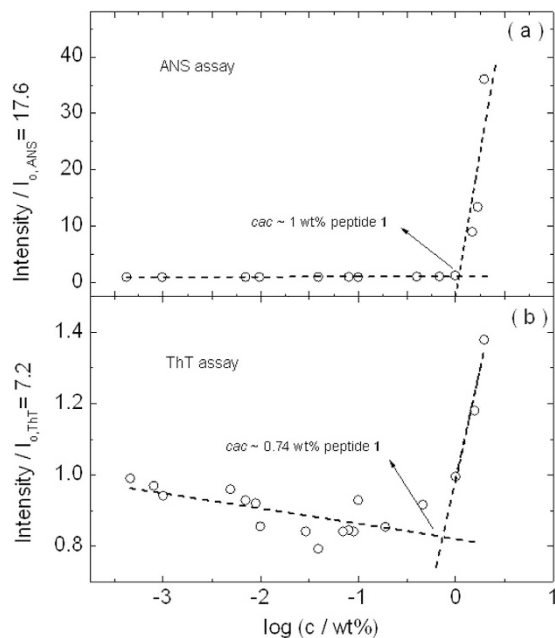 ( a )
ANS assay
40
30
20
10
0
Intensity / I₀,ANS = 17.6
cac ~ 1 wt% peptide 1
( b )
ThT assay
1.4
1.2
1.0
0.8
Intensity / I₀,ThT = 7.2
cac ~ 0.74 wt% peptide 1
-3 -2 -1 0 1
log (c / wt%)